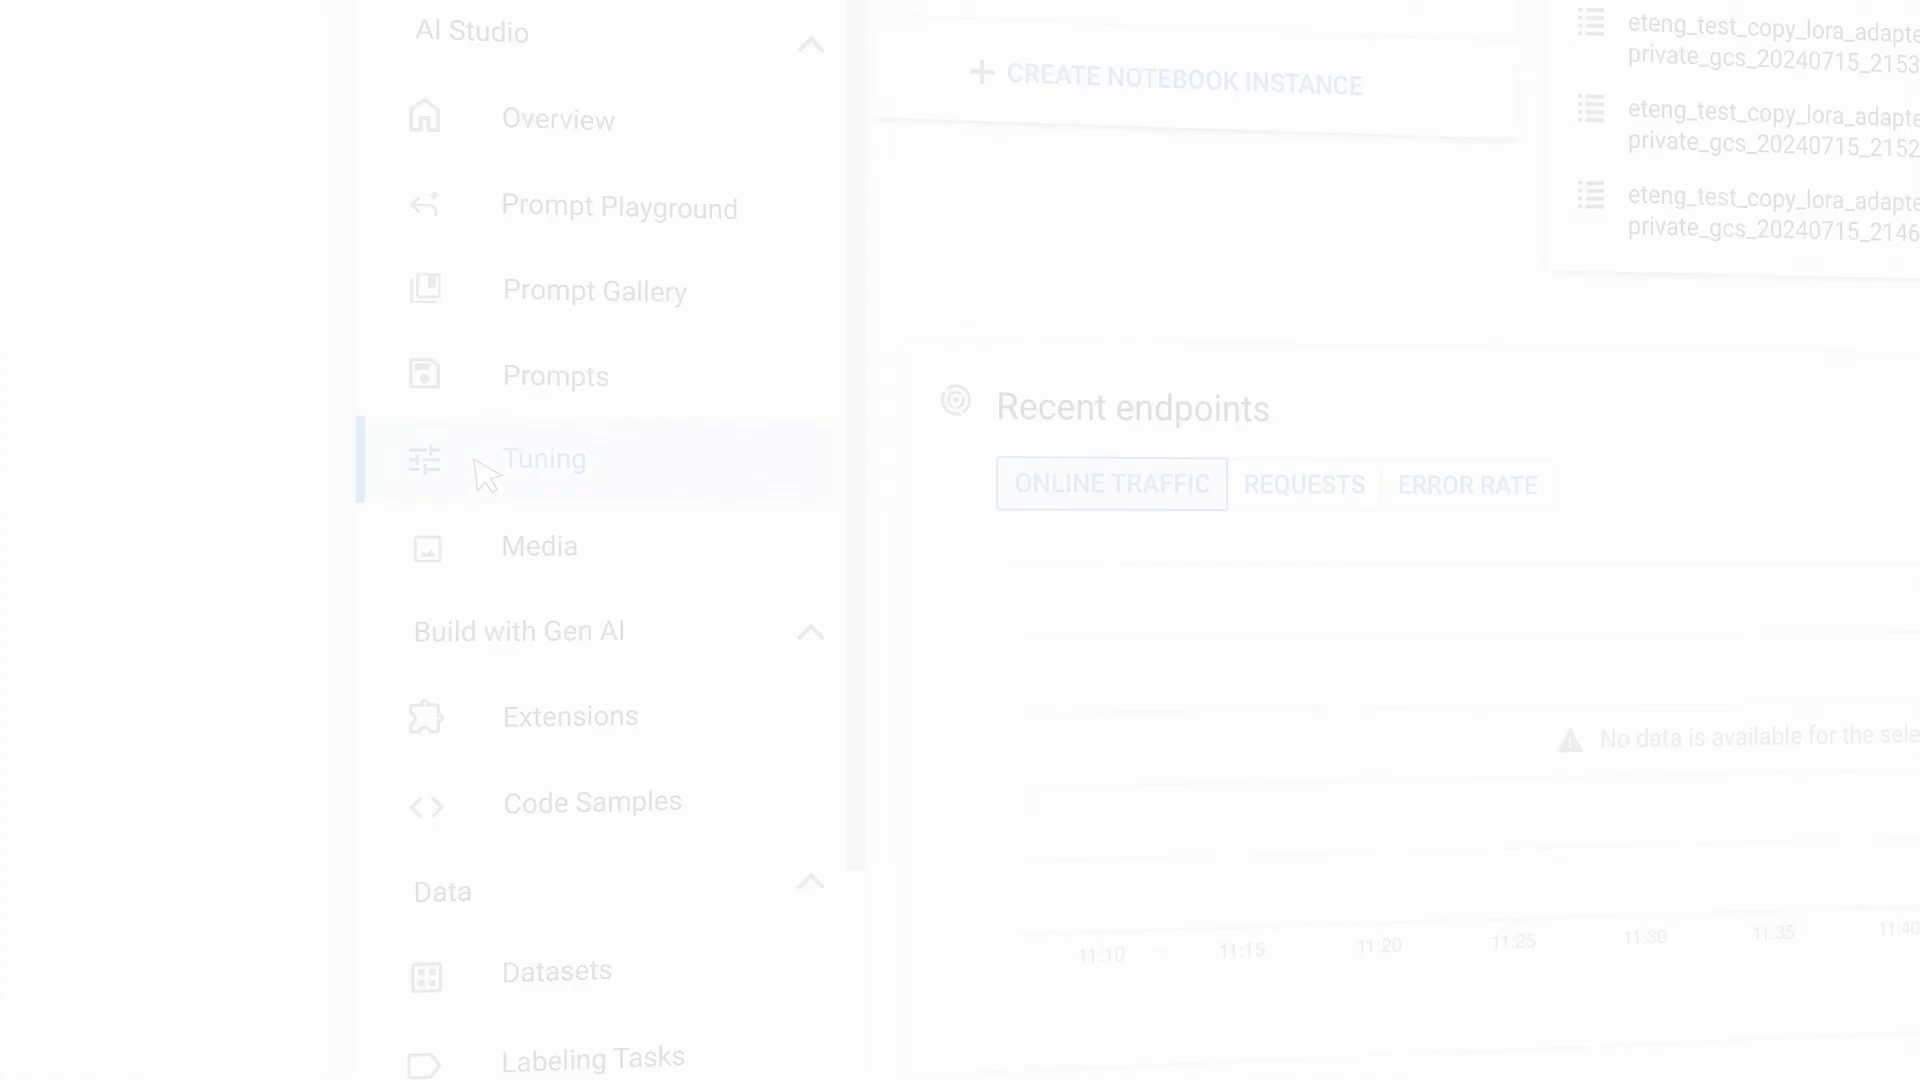 AI Studio
Overview
Prompt Playground
Prompt Gallery
Prompts
Tuning
Media
Build with Gen AI
Extensions
Code Samples
Data
Datasets
Labeling Tasks
CREATE NOTEBOOK INSTANCE
eteng_test_copy_lora_adapte
private_gcs_20240715_2153
eteng_test_copy_lora_adapte
private_gcs_20240715_2152
eteng_test_copy_lora_adapte
private_gcs_20240715_2146
Recent endpoints
ONLINE TRAFFIC REQUESTS ERROR RATE
No data is available for the sele
11:10 11:15 11:20 11:25 11:30 11:35 11:40